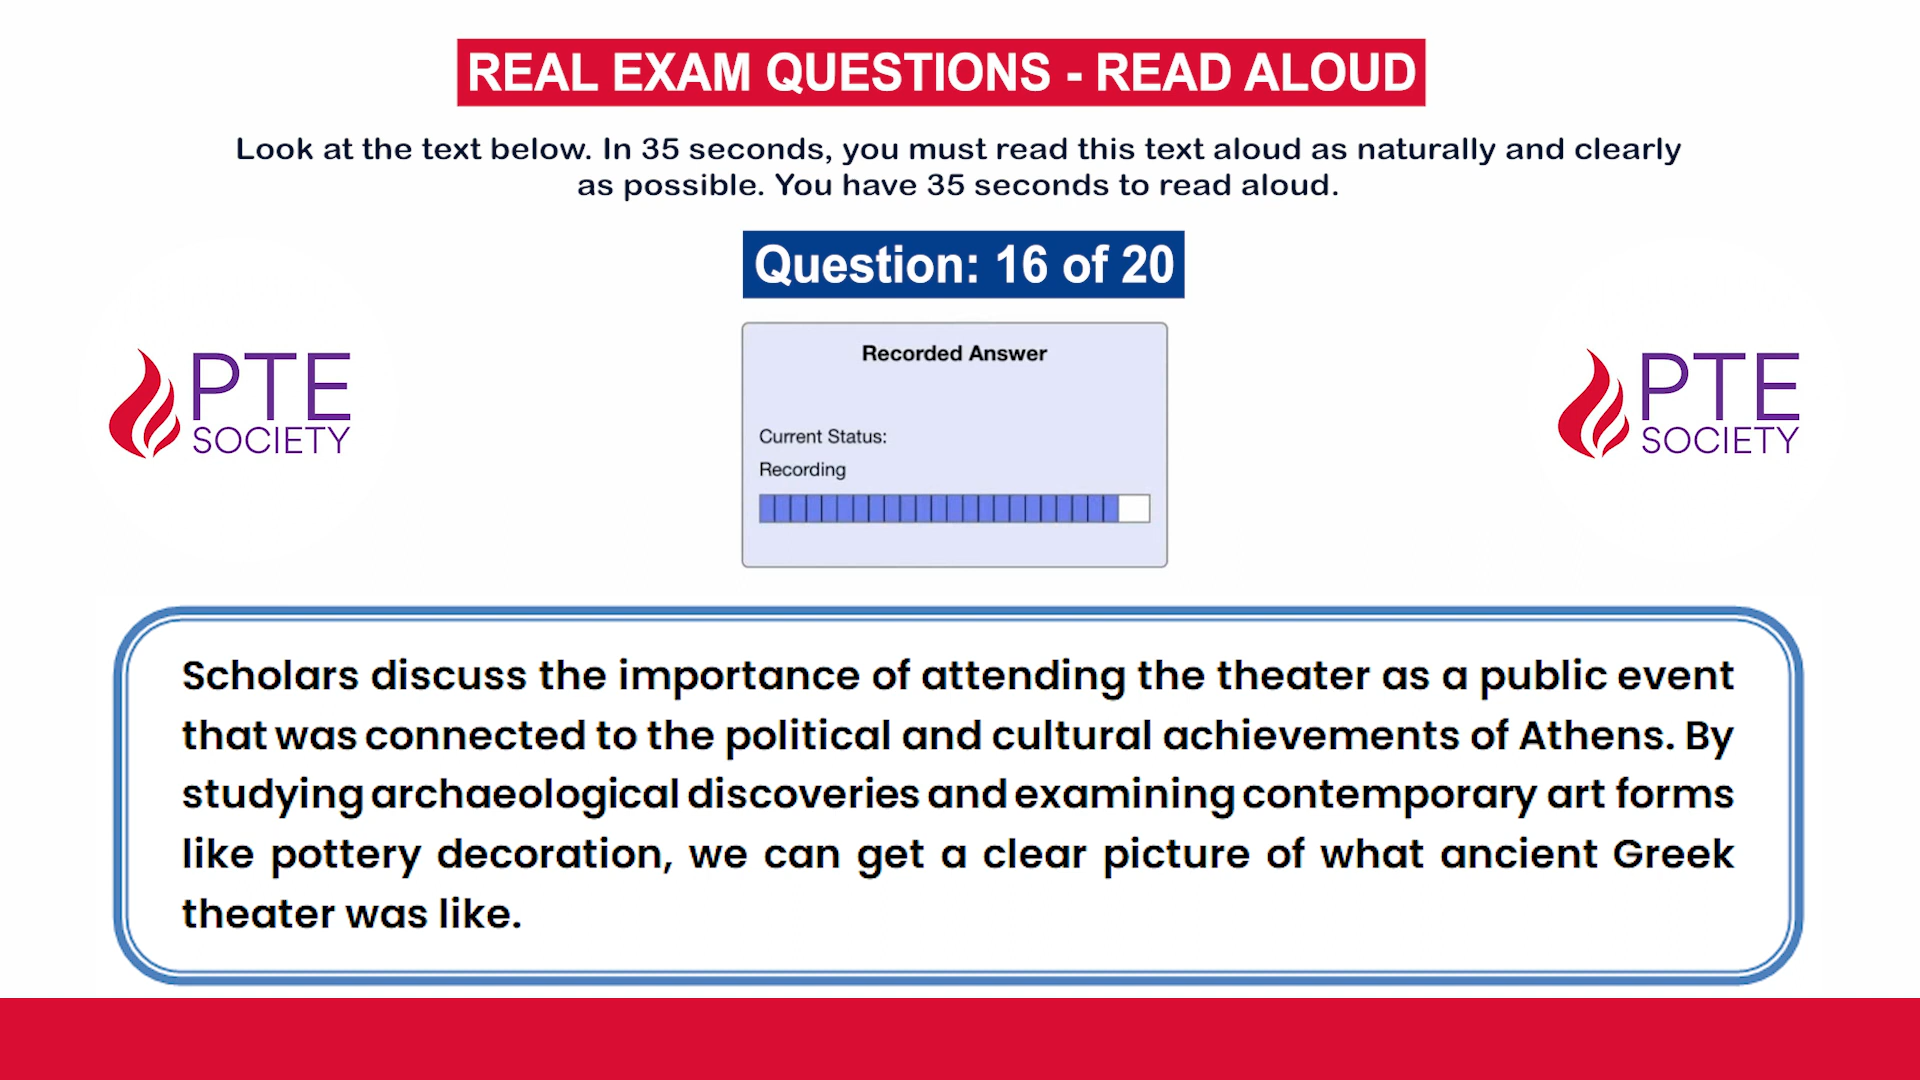 REAL EXAM QUESTIONS - READ ALOUD
Look at the text below. In 35 seconds, you must read this text aloud as naturally and clearly
as possible. You have 35 seconds to read aloud.
Question: 16 of 20
Recorded Answer
PTE
SOCIETY
PTE
SOCIETY
Current Status:
Recording
Scholars discuss the importance of attending the theater as a public event
that was connected to the political and cultural achievements of Athens. By
studying archaeological discoveries and examining contemporary art forms
like pottery decoration, we can get a clear picture of what ancient Greek
theater was like.